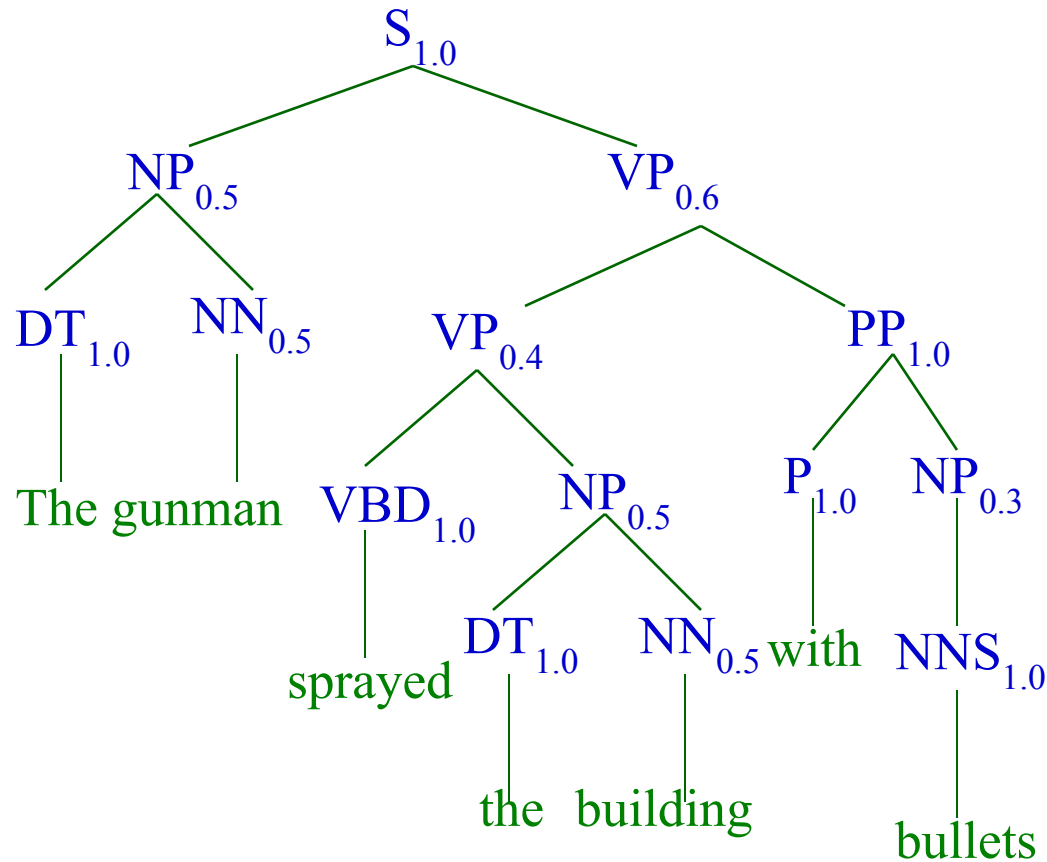 S1.0
NP0.5 VP0.6
DT1.0 NN0.5 VP0.4 PP1.0
The gunman VBD1.0 NP0.5 P1.0 NP0.3
sprayed DT1.0 NN0.5 with NNS1.0
the building bullets